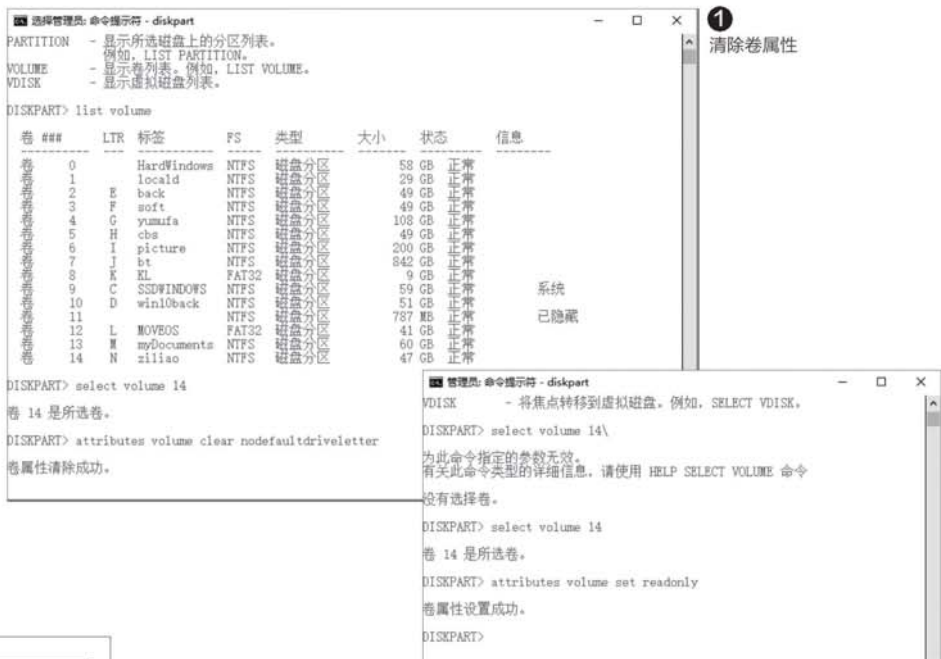 选择管理员: 命令提示符 - diskpart
PARTITION - 显示所选磁盘上的分区列表。
例如, LIST PARTITION。
VOLUME - 显示卷列表。例如, LIST VOLUME。
VDISK - 显示虚拟磁盘列表。
DISKPART> list volume
卷 ### LTR 标签 FS 类型 大小 状态 信息
卷 0 HardWindows NTFS 磁盘分区 58 GB 正常
卷 1 locald NTFS 磁盘分区 29 GB 正常
卷 2 E back NTFS 磁盘分区 49 GB 正常
卷 3 F soft NTFS 磁盘分区 49 GB 正常
卷 4 G yumufa NTFS 磁盘分区 108 GB 正常
卷 5 H cbs NTFS 磁盘分区 49 GB 正常
卷 6 I picture NTFS 磁盘分区 200 GB 正常
卷 7 J bt NTFS 磁盘分区 842 GB 正常
卷 8 K KL FAT32 磁盘分区 9 GB 正常
卷 9 C SSDWINDOWS NTFS 磁盘分区 59 GB 正常 系统
卷 10 D win10back NTFS 磁盘分区 51 GB 正常
卷 11 NTFS 磁盘分区 787 MB 正常 已隐藏
卷 12 L MOVEOS FAT32 磁盘分区 41 GB 正常
卷 13 M myDocuments NTFS 磁盘分区 60 GB 正常
卷 14 N ziliao NTFS 磁盘分区 47 GB 正常
DISKPART> select volume 14
卷 14 是所选卷。
DISKPART> attributes volume clear nodefaultdriveletter
卷属性清除成功。
1
清除卷属性
管理员: 命令提示符 - diskpart
VDISK - 将焦点转移到虚拟磁盘。例如, SELECT VDISK。
DISKPART> select volume 14\
为此命令指定的参数无效。
有关此命令类型的详细信息, 请使用 HELP SELECT VOLUME 命令
没有选择卷。
DISKPART> select volume 14
卷 14 是所选卷。
DISKPART> attributes volume set readonly
卷属性设置成功。
DISKPART>